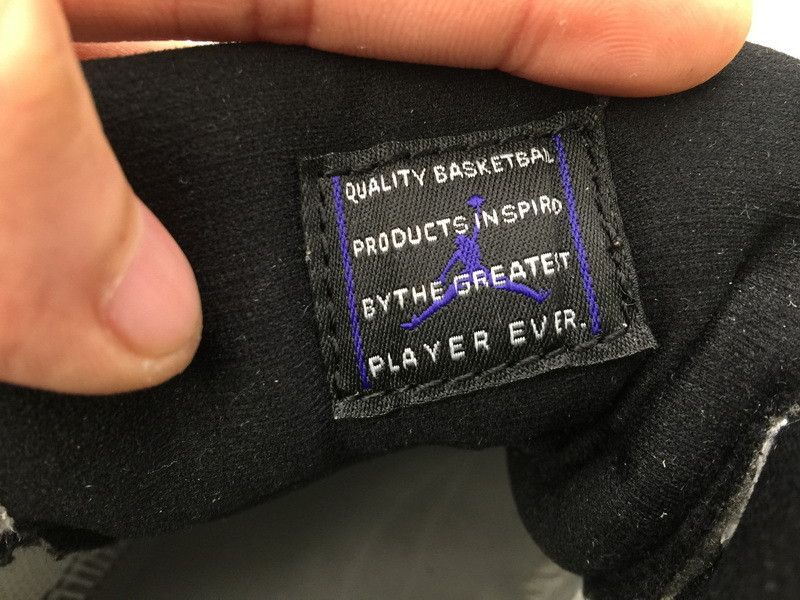 QUALITY BASKETBAL
PRODUCTS INSPIRD
BYTHE GREATEIT
PLAYER EVER.